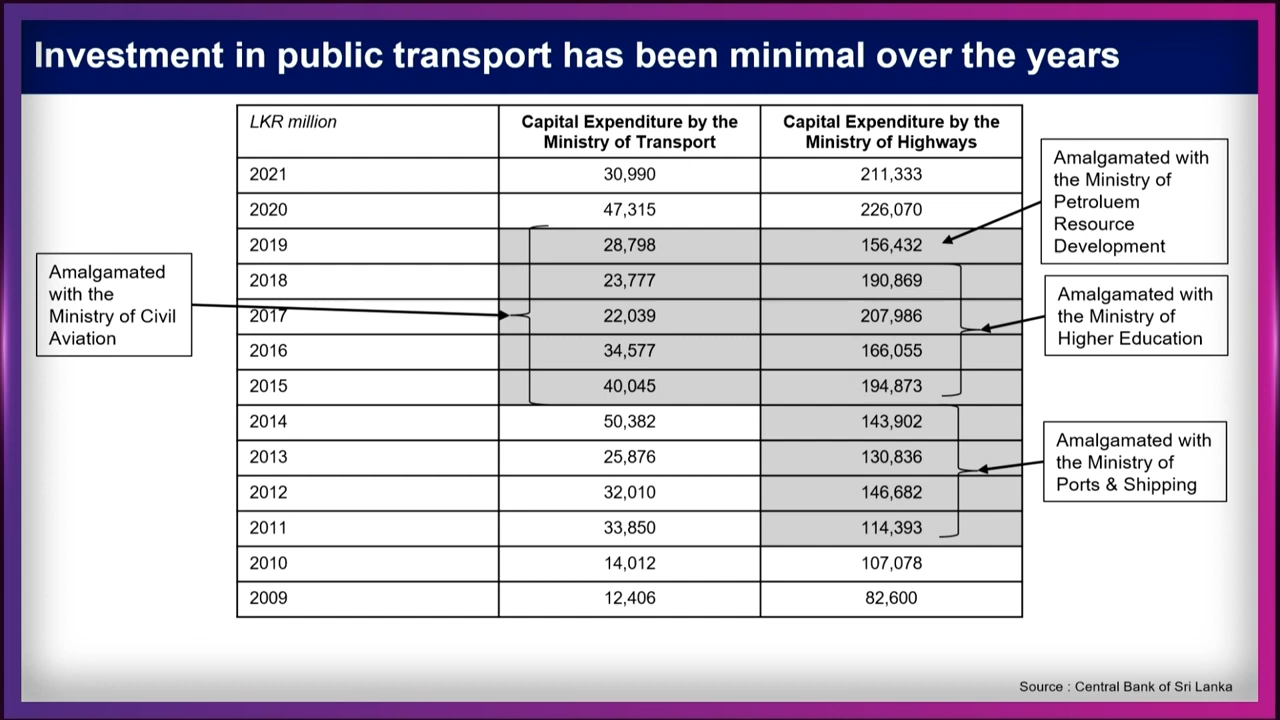 Investment in public transport has been minimal over the years
LKR million
Capital Expenditure by the
Ministry of Transport
Capital Expenditure by the
Ministry of Highways
2021 30,990 211,333
2020 47,315 226,070
2019 28,798 156,432
2018 23,777 190,869
2017 22,039 207,986
2016 34,577 166,055
2015 40,045 194,873
2014 50,382 143,902
2013 25,876 130,836
2012 32,010 146,682
2011 33,850 114,393
2010 14,012 107,078
2009 12,406 82,600
Amalgamated
with the
Ministry of Civil
Aviation
Amalgamated with
the Ministry of
Petroluem
Resource
Development
Amalgamated with
the Ministry of
Higher Education
Amalgamated with
the Ministry of
Ports & Shipping
Source : Central Bank of Sri Lanka